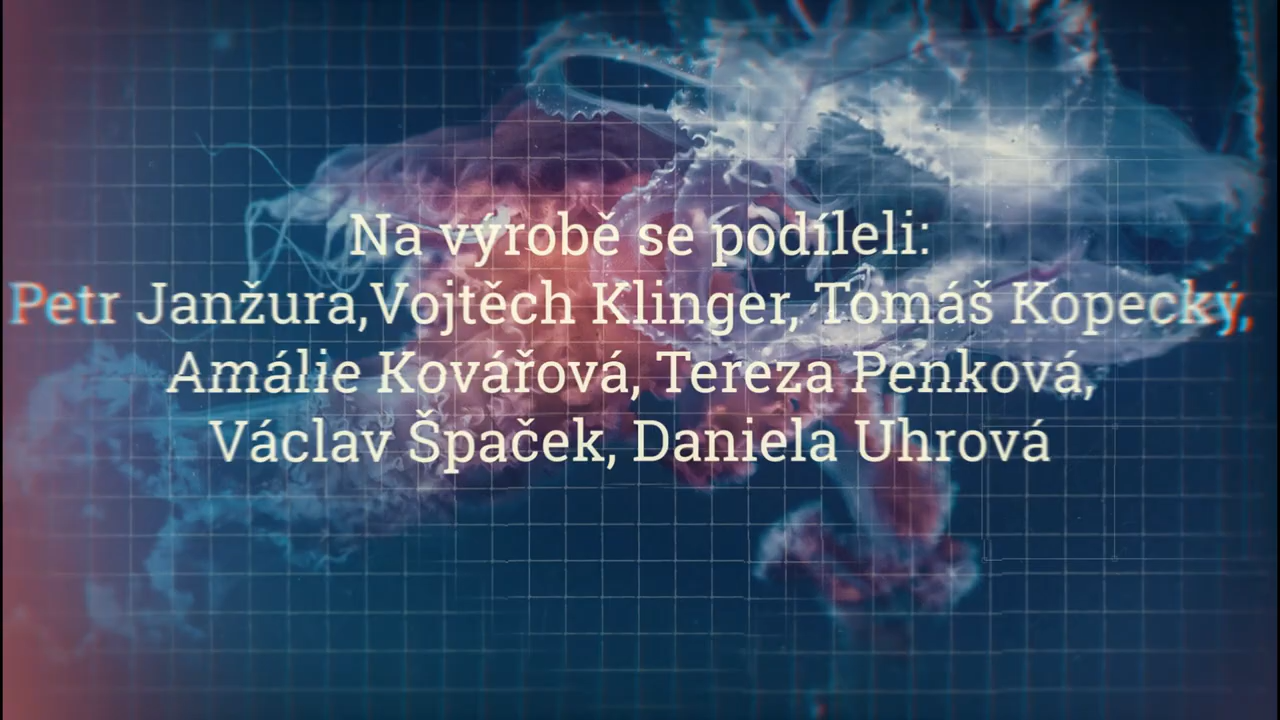 Na výrobě se podíleli:
Petr Janžura,Vojtěch Klinger, Tomáš Kopecký,
Amálie Kovářová, Tereza Penková,
Václav Špaček, Daniela Uhrová